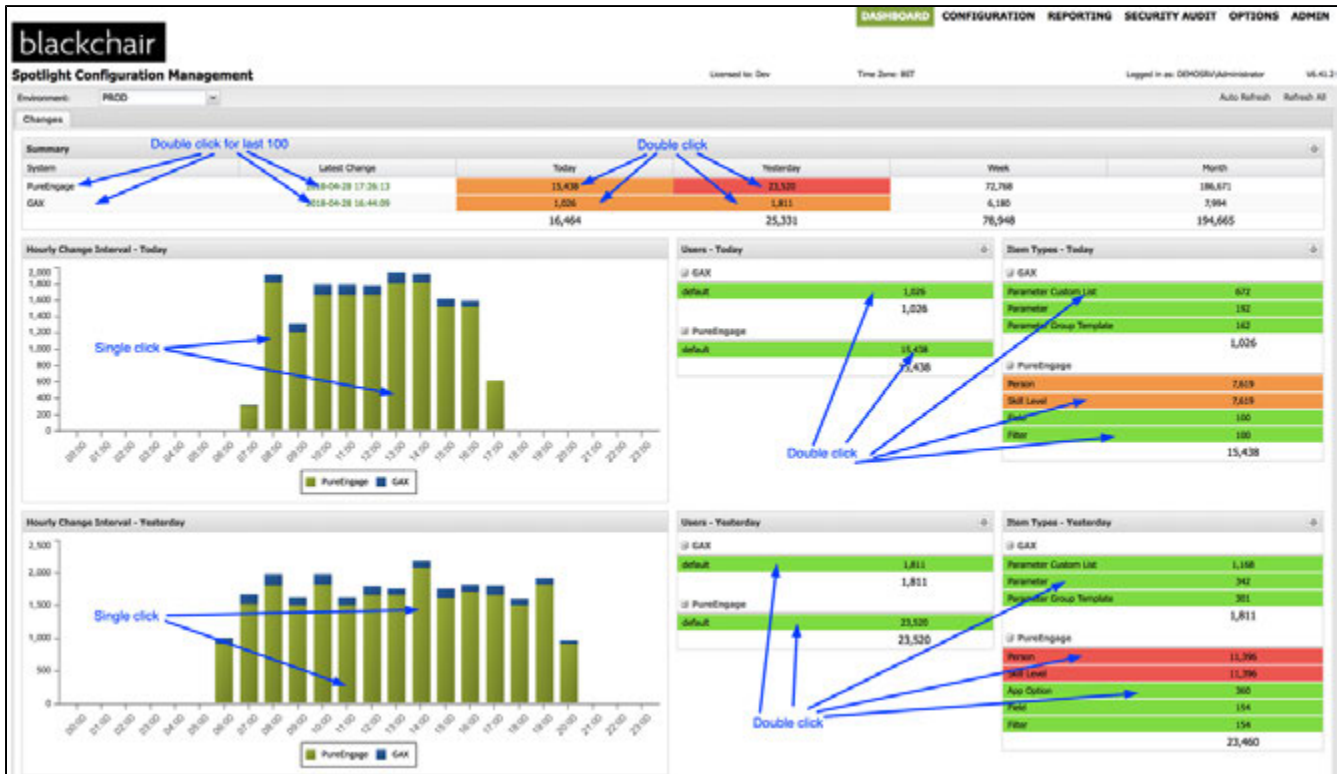 DASHBOARD CONFIGURATION REPORTING SECURITY AUDIT OPTIONS ADMIN
blackchair
Spotlight Configuration Management Licensed to: Dev Time Zone: BST Logged in as: DEMOSRV\Administrator
Environment: PROD Auto Refresh Refresh All
Changes
Summary Double click for last 100 Double click
System Latest Change Today Yesterday Week Month
PureEngage 2018-04-28 17:26:13 15,438 23,520 72,768 186,671
GAX 2018-04-28 16:44:09 1,026 1,811 6,180 7,994
16,464 25,331 78,948 194,665
Hourly Change Interval - Today
2,000
1,800
1,600
1,400
1,200
1,000
800
600
400
200
0
Single click
00:00 01:00 02:00 03:00 04:00 05:00 06:00 07:00 08:00 09:00 10:00 11:00 12:00 13:00 14:00 15:00 16:00 17:00 18:00 19:00 20:00 21:00 22:00 23:00
PureEngage GAX
Users - Today
GAX
default 1,026
1,026
PureEngage
default 15,438
15,438
Double click
Item Types - Today
GAX
Parameter Custom List 672
Parameter 192
Parameter Group Template 162
1,026
PureEngage
Person 7,619
Skill Level 7,619
Field 100
Filter 100
15,438
Hourly Change Interval - Yesterday
2,500
2,000
1,500
1,000
500
0
Single click
00:00 01:00 02:00 03:00 04:00 05:00 06:00 07:00 08:00 09:00 10:00 11:00 12:00 13:00 14:00 15:00 16:00 17:00 18:00 19:00 20:00 21:00 22:00 23:00
PureEngage GAX
Users - Yesterday
GAX
default 1,811
1,811
PureEngage
default 23,520
23,520
Double click
Item Types - Yesterday
GAX
Parameter Custom List 1,168
Parameter 342
Parameter Group Template 301
1,811
PureEngage
Person 11,396
Skill Level 11,396
App Option 360
Field 154
Filter 154
23,460